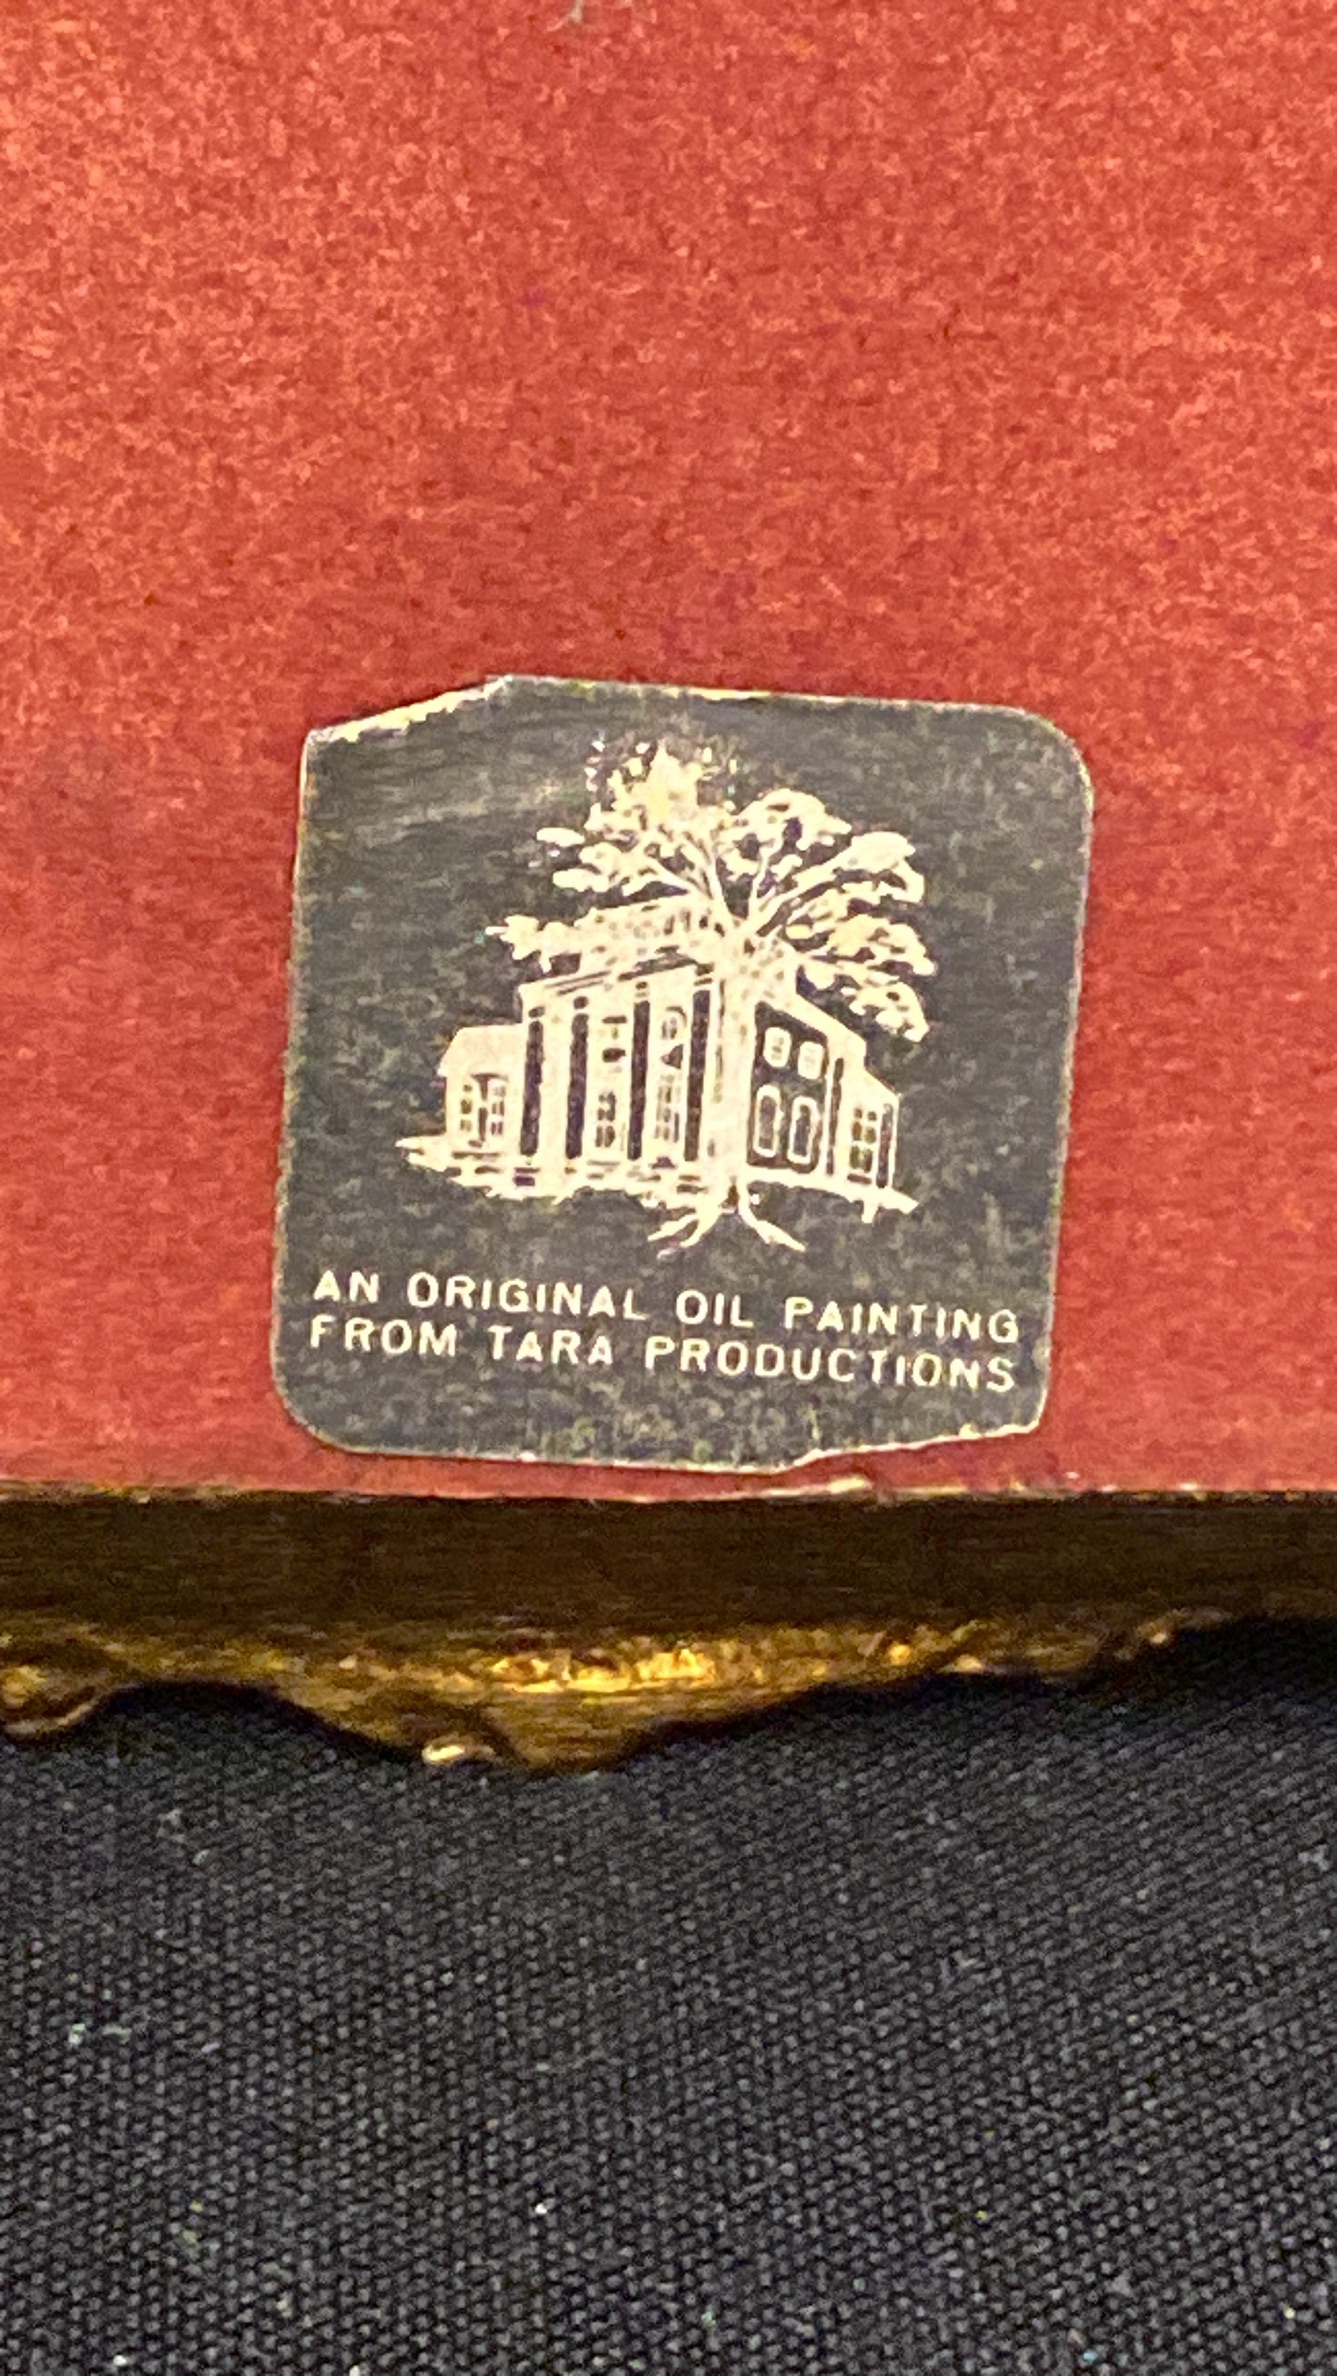 AN ORIGINAL OIL PAINTING
FROM TARA PRODUCTIONS